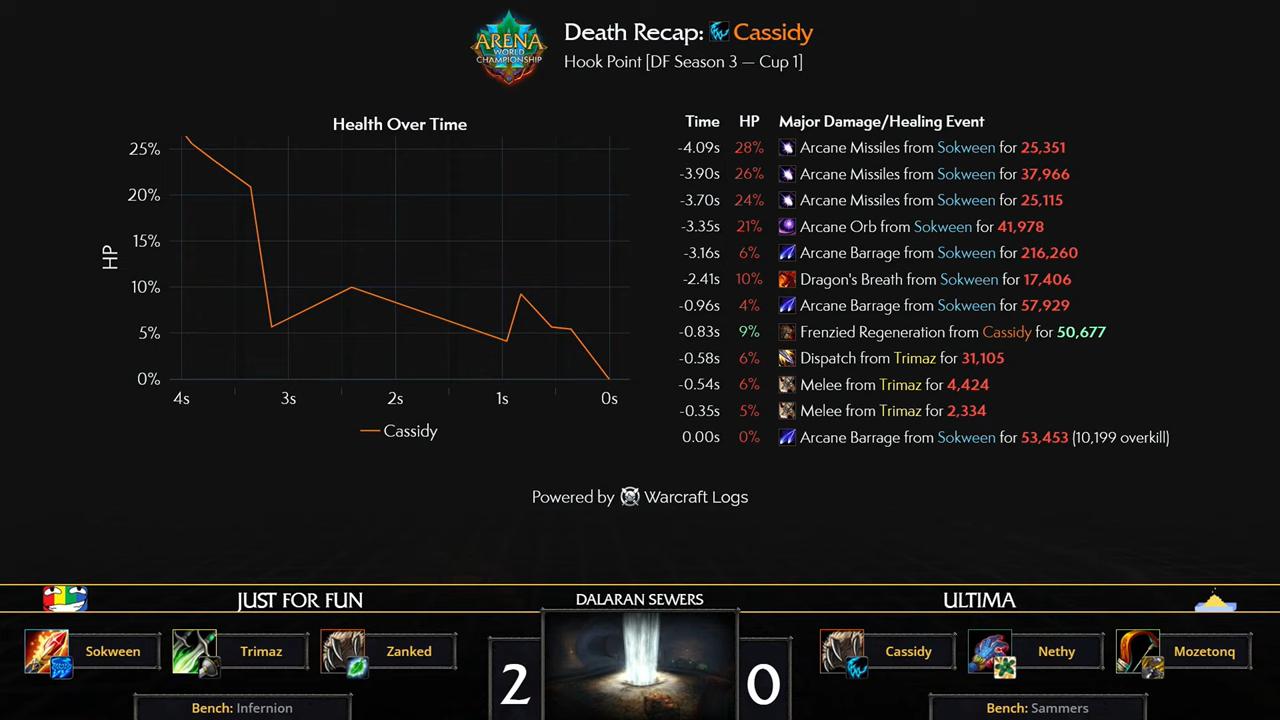 ARENA
WORLD
CHAMPIONSHIP
Death Recap: Cassidy
Hook Point [DF Season 3 — Cup 1]
Health Over Time
25%
20%
15%
10%
5%
0%
HP
4s 3s 2s 1s 0s
Cassidy
Time HP Major Damage/Healing Event
-4.09s 28% Arcane Missiles from Sokween for 25,351
-3.90s 26% Arcane Missiles from Sokween for 37,966
-3.70s 24% Arcane Missiles from Sokween for 25,115
-3.35s 21% Arcane Orb from Sokween for 41,978
-3.16s 6% Arcane Barrage from Sokween for 216,260
-2.41s 10% Dragon's Breath from Sokween for 17,406
-0.96s 4% Arcane Barrage from Sokween for 57,929
-0.83s 9% Frenzied Regeneration from Cassidy for 50,677
-0.58s 6% Dispatch from Trimaz for 31,105
-0.54s 6% Melee from Trimaz for 4,424
-0.35s 5% Melee from Trimaz for 2,334
0.00s 0% Arcane Barrage from Sokween for 53,453 (10,199 overkill)
Powered by Warcraft Logs
JUST FOR FUN DALARAN SEWERS ULTIMA
Sokween Trimaz Zanked 2 0 Cassidy Nethy Mozetonq
Bench: Infernion Bench: Sammers